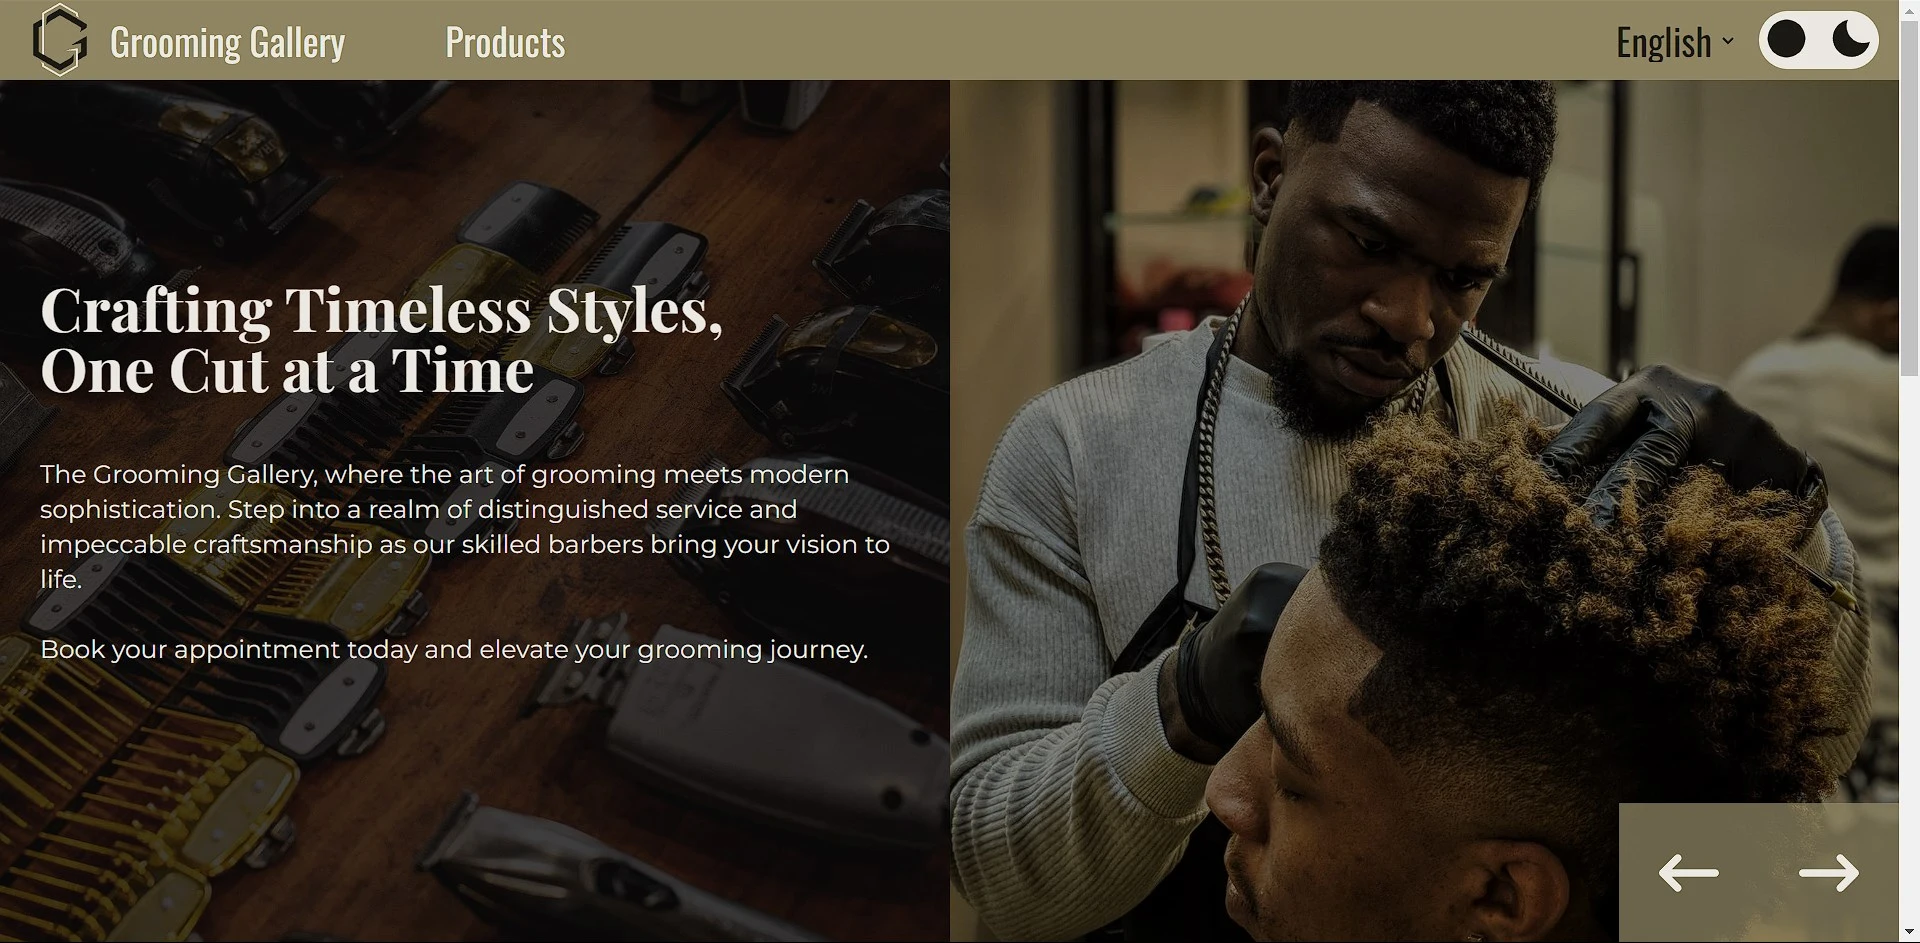 Grooming Gallery
Products
English
Crafting Timeless Styles,
One Cut at a Time
The Grooming Gallery, where the art of grooming meets modern
sophistication. Step into a realm of distinguished service and
impeccable craftsmanship as our skilled barbers bring your vision to
life.
Book your appointment today and elevate your grooming journey.